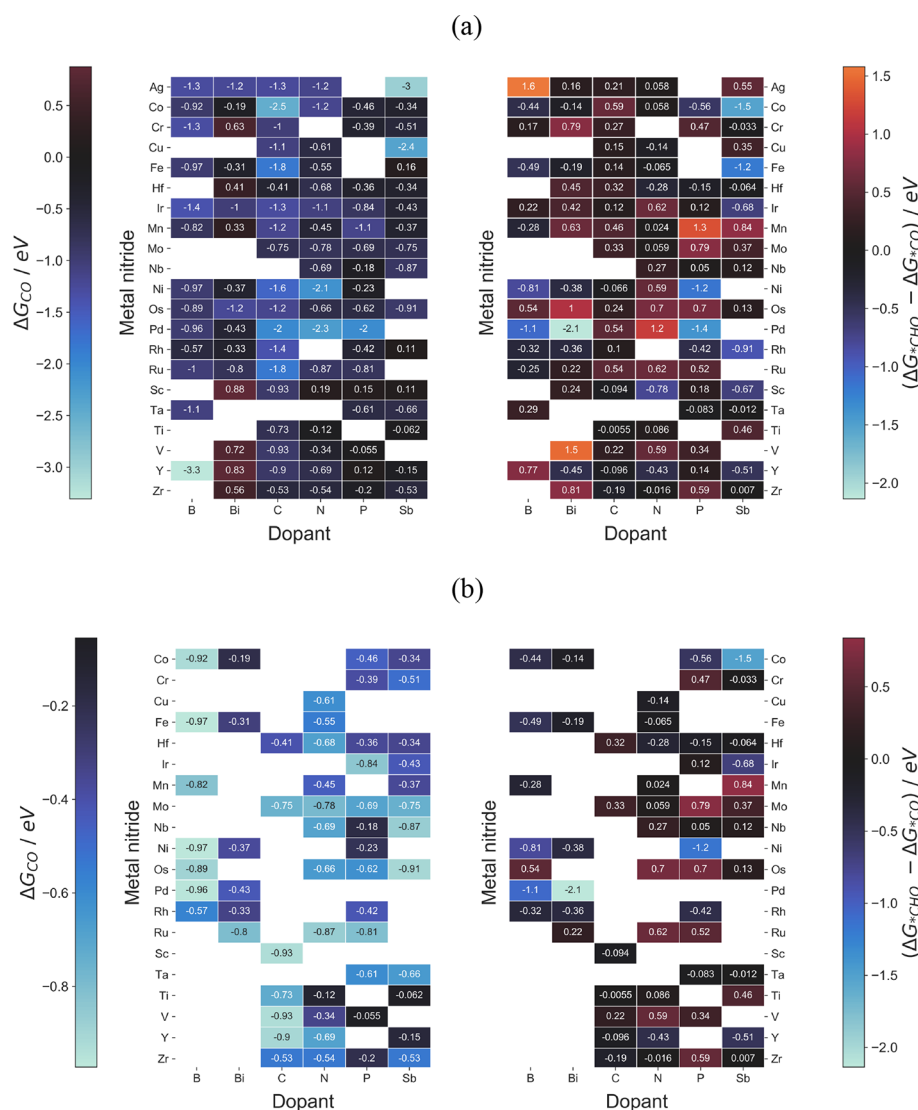 (a)
ΔG_CO / eV
0.5
0.0
−0.5
−1.0
−1.5
−2.0
−2.5
−3.0
Metal nitride
Ag -1.3 -1.2 -1.3 -1.2 -3
Co -0.92 -0.19 -2.5 -1.2 -0.46 -0.34
Cr -1.3 0.63 -1 -0.39 -0.51
Cu -1.1 -0.61 -2.4
Fe -0.97 -0.31 -1.8 -0.55 0.16
Hf 0.41 -0.41 -0.68 -0.36 -0.34
Ir -1.4 -1 -1.3 -1.1 -0.84 -0.43
Mn -0.82 0.33 -1.2 -0.45 -1.1 -0.37
Mo -0.75 -0.78 -0.69 -0.75
Nb -0.69 -0.18 -0.87
Ni -0.97 -0.37 -1.6 -2.1 -0.23
Os -0.89 -1.2 -1.2 -0.66 -0.62 -0.91
Pd -0.96 -0.43 -2 -2.3 -2
Rh -0.57 -0.33 -1.4 -0.42 0.11
Ru -1 -0.8 -1.8 -0.87 -0.81
Sc 0.88 -0.93 0.19 0.15 0.11
Ta -1.1 -0.61 -0.66
Ti -0.73 -0.12 -0.062
V 0.72 -0.93 -0.34 -0.055
Y -3.3 0.83 -0.9 -0.69 0.12 -0.15
Zr 0.56 -0.53 -0.54 -0.2 -0.53
B Bi C N P Sb
Dopant
1.6 0.16 0.21 0.058 0.55 Ag
-0.44 -0.14 0.59 0.058 -0.56 -1.5 Co
0.17 0.79 0.27 0.47 -0.033 Cr
0.15 -0.14 0.35 Cu
-0.49 -0.19 0.14 -0.065 -1.2 Fe
0.45 0.32 -0.28 -0.15 -0.064 Hf
0.22 0.42 0.12 0.62 0.12 -0.68 Ir
-0.28 0.63 0.46 0.024 1.3 0.84 Mn
0.33 0.059 0.79 0.37 Mo
0.27 0.05 0.12 Nb
-0.81 -0.38 -0.066 0.59 -1.2 Ni
0.54 1 0.24 0.7 0.7 0.13 Os
-1.1 -2.1 0.54 1.2 -1.4 Pd
-0.32 -0.36 0.1 -0.42 -0.91 Rh
-0.25 0.22 0.54 0.62 0.52 Ru
0.24 -0.094 -0.78 0.18 -0.67 Sc
0.29 -0.083 -0.012 Ta
-0.0055 0.086 0.46 Ti
1.5 0.22 0.59 0.34 V
0.77 -0.45 -0.096 -0.43 0.14 -0.51 Y
0.81 -0.19 -0.016 0.59 0.007 Zr
B Bi C N P Sb
Dopant
Metal nitride
1.5
1.0
0.5
0.0
−0.5
−1.0
−1.5
−2.0
(ΔG*CHO − ΔG*CO) / eV
(b)
ΔG_CO / eV
−0.2
−0.4
−0.6
−0.8
Metal nitride
Co -0.92 -0.19 -0.46 -0.34
Cr -0.39 -0.51
Cu -0.61
Fe -0.97 -0.31 -0.55
Hf -0.41 -0.68 -0.36 -0.34
Ir -0.84 -0.43
Mn -0.82 -0.45 -0.37
Mo -0.75 -0.78 -0.69 -0.75
Nb -0.69 -0.18 -0.87
Ni -0.97 -0.37 -0.23
Os -0.89 -0.66 -0.62 -0.91
Pd -0.96 -0.43
Rh -0.57 -0.33 -0.42
Ru -0.8 -0.87 -0.81
Sc -0.93
Ta -0.61 -0.66
Ti -0.73 -0.12 -0.062
V -0.93 -0.34 -0.055
Y -0.9 -0.69 -0.15
Zr -0.53 -0.54 -0.2 -0.53
B Bi C N P Sb
Dopant
-0.44 -0.14 -0.56 -1.5 Co
0.47 -0.033 Cr
-0.14 Cu
-0.49 -0.19 -0.065 Fe
0.32 -0.28 -0.15 -0.064 Hf
0.12 -0.68 Ir
-0.28 0.024 0.84 Mn
0.33 0.059 0.79 0.37 Mo
0.27 0.05 0.12 Nb
-0.81 -0.38 -1.2 Ni
0.54 0.7 0.7 0.13 Os
-1.1 -2.1 Pd
-0.32 -0.36 -0.42 Rh
0.22 0.62 0.52 Ru
-0.094 Sc
-0.083 -0.012 Ta
-0.0055 0.086 0.46 Ti
0.22 0.59 0.34 V
-0.096 -0.43 -0.51 Y
-0.19 -0.016 0.59 0.007 Zr
B Bi C N P Sb
Dopant
Metal nitride
0.5
0.0
−0.5
−1.0
−1.5
−2.0
(ΔG*CHO − ΔG*CO) / eV